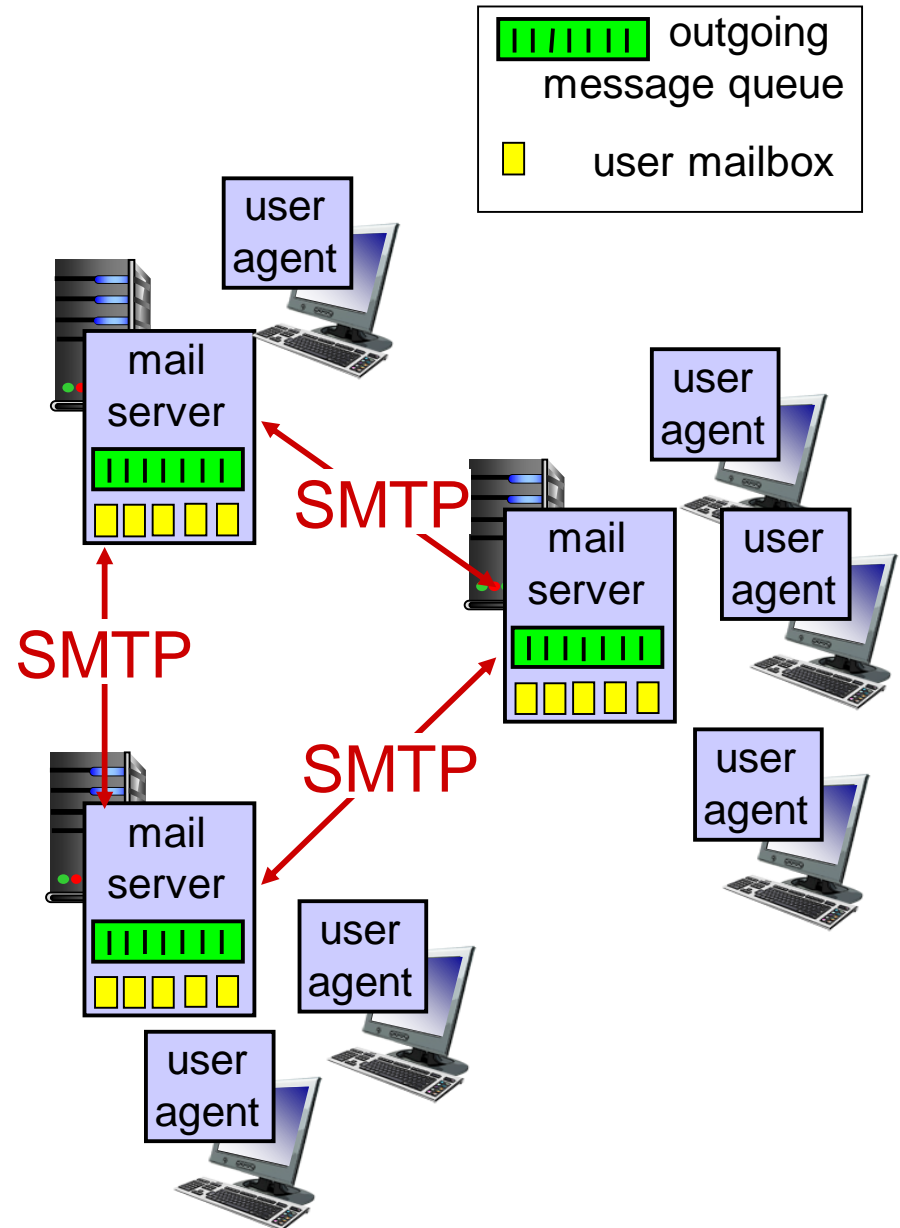 outgoing
message queue
user mailbox
user
agent
mail
server
SMTP
user
agent
mail
server
user
agent
SMTP
SMTP
user
agent
mail
server
user
agent
user
agent